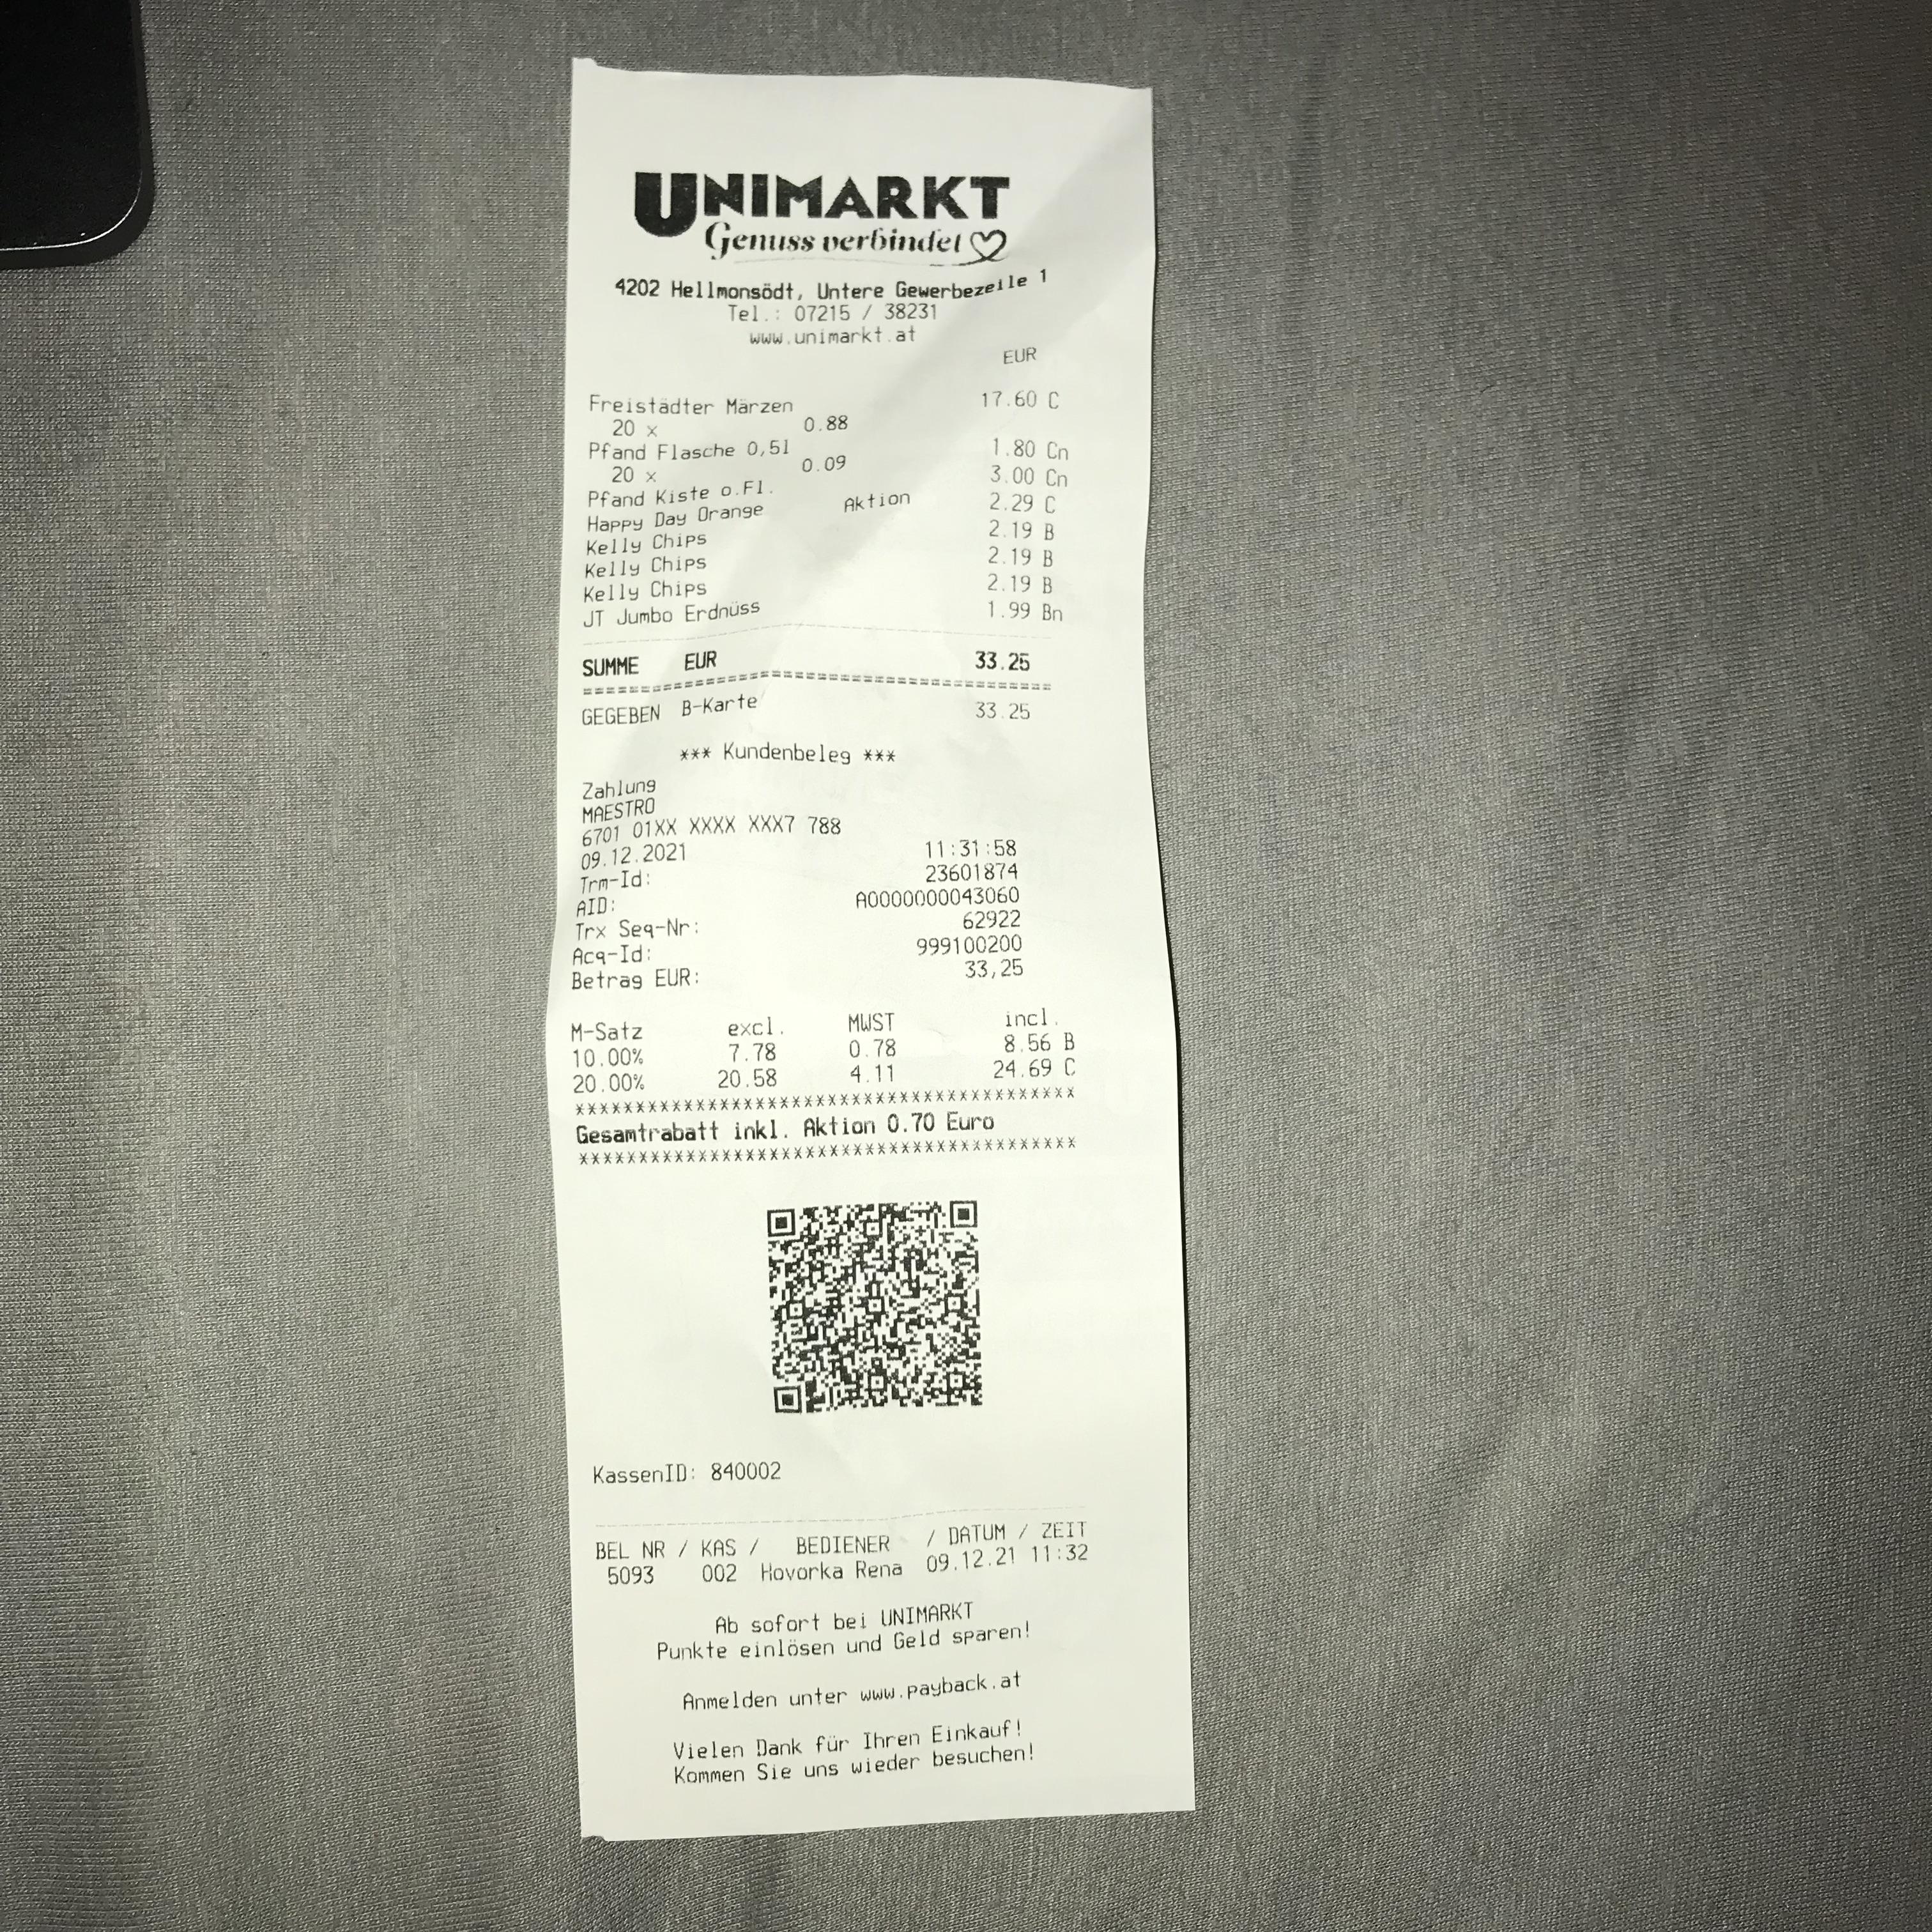 UNIMARKT
Genuss verbindet
4202 Hellmonsödt, Untere Gewerbezeile 1
Tel.: 07215 / 38231
www.unimarkt.at
EUR
Freistädter Märzen 17.60 C
20 x 0.88
Pfand Flasche 0,5l 1.80 Cn
20 x 0.09
Pfand Kiste o.Fl. 3.00 Cn
Happy Day Orange Aktion 2.29 C
Kelly Chips 2.19 B
Kelly Chips 2.19 B
Kelly Chips 2.19 B
JT Jumbo Erdnüss 1.99 Bn
SUMME EUR 33.25
GEGEBEN B-Karte 33.25
*** Kundenbeleg ***
Zahlung
MAESTRO
6701 01XX XXXX XXX7 788
09.12.2021 11:31:58
Trm-Id: 23601874
AID: A0000000043060
Trx Seq-Nr: 62922
Acq-Id: 999100200
Betrag EUR: 33,25
M-Satz excl. MWST incl.
10.00% 7.78 0.78 8.56 B
20.00% 20.58 4.11 24.69 C
Gesamtrabatt inkl. Aktion 0.70 Euro
KassenID: 840002
BEL NR / KAS / BEDIENER / DATUM / ZEIT
5093 002 Hovorka Rena 09.12.21 11:32
Ab sofort bei UNIMARKT
Punkte einlösen und Geld sparen!
Anmelden unter www.payback.at
Vielen Dank für Ihren Einkauf!
Kommen Sie uns wieder besuchen!